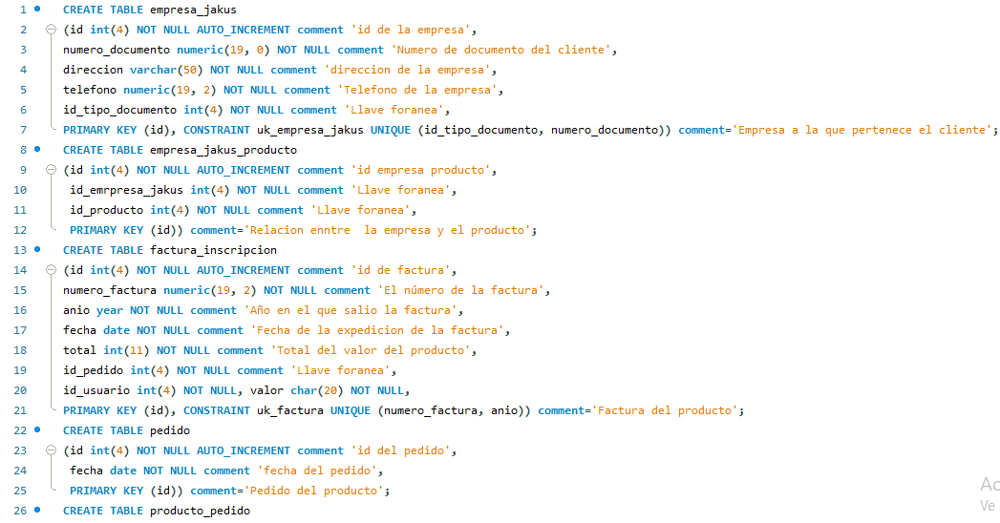 1 CREATE TABLE empresa_jakus
2 (id int(4) NOT NULL AUTO_INCREMENT comment 'id de la empresa',
3 numero_documento numeric(19, 0) NOT NULL comment 'Numero de documento del cliente',
4 direccion varchar(50) NOT NULL comment 'direccion de la empresa',
5 telefono numeric(19, 2) NOT NULL comment 'Telefono de la empresa',
6 id_tipo_documento int(4) NOT NULL comment 'Llave foranea',
7 PRIMARY KEY (id), CONSTRAINT uk_empresa_jakus UNIQUE (id_tipo_documento, numero_documento)) comment='Empresa a la que pertenece el cliente';
8 CREATE TABLE empresa_jakus_producto
9 (id int(4) NOT NULL AUTO_INCREMENT comment 'id empresa producto',
10 id_emrpresa_jakus int(4) NOT NULL comment 'Llave foranea',
11 id_producto int(4) NOT NULL comment 'Llave foranea',
12 PRIMARY KEY (id)) comment='Relacion enntre  la empresa y el producto';
13 CREATE TABLE factura_inscripcion
14 (id int(4) NOT NULL AUTO_INCREMENT comment 'id de factura',
15 numero_factura numeric(19, 2) NOT NULL comment 'El número de la factura',
16 anio year NOT NULL comment 'Año en el que salio la factura',
17 fecha date NOT NULL comment 'Fecha de la expedicion de la factura',
18 total int(11) NOT NULL comment 'Total del valor del producto',
19 id_pedido int(4) NOT NULL comment 'Llave foranea',
20 id_usuario int(4) NOT NULL, valor char(20) NOT NULL,
21 PRIMARY KEY (id), CONSTRAINT uk_factura UNIQUE (numero_factura, anio)) comment='Factura del producto';
22 CREATE TABLE pedido
23 (id int(4) NOT NULL AUTO_INCREMENT comment 'id del pedido',
24 fecha date NOT NULL comment 'fecha del pedido',
25 PRIMARY KEY (id)) comment='Pedido del producto';
26 CREATE TABLE producto_pedido
Ac
Ve